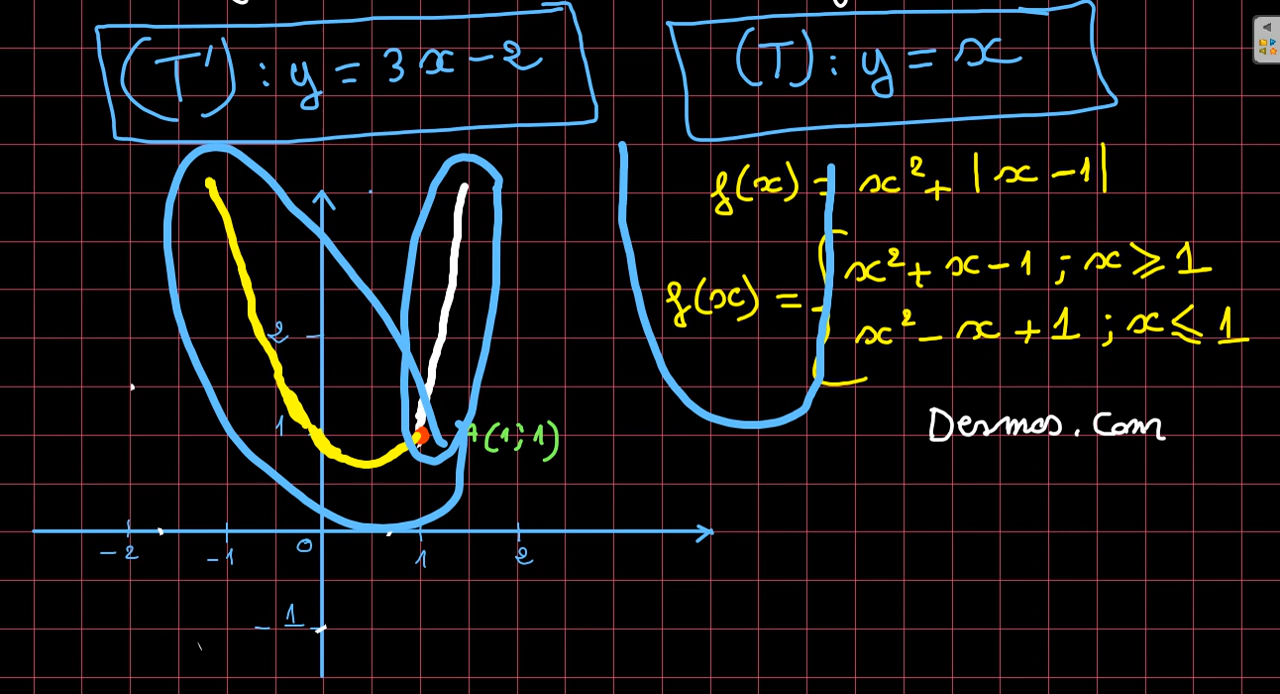 (T') : y = 3x - 2
(T) : y = x
f(x) = x² + |x - 1|
f(x) = { x² + x - 1 ; x ⩾ 1
x² - x + 1 ; x ⩽ 1
Desmos.Com
A(1;1)
2
1
-2 -1 0 1 2
-1